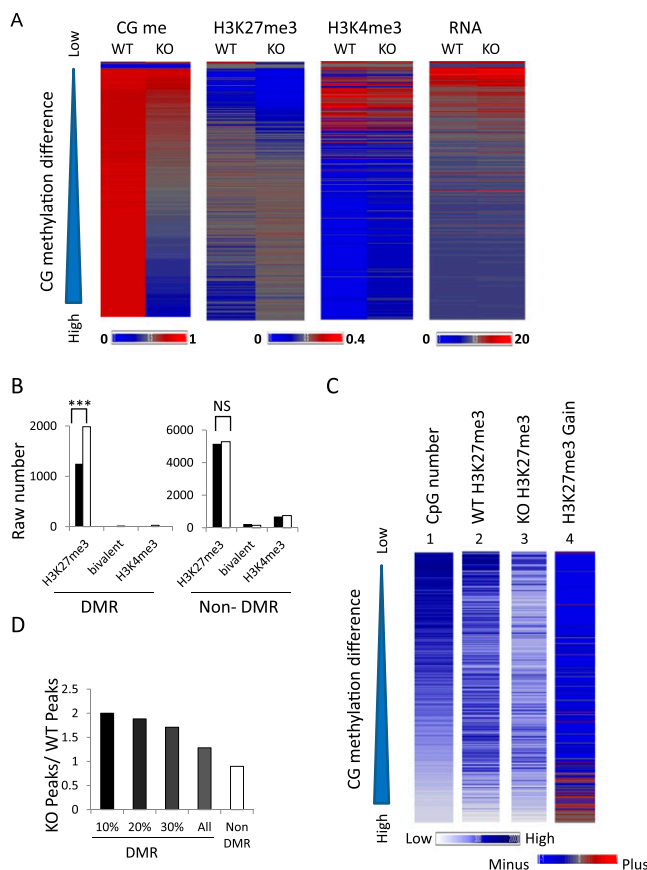 A
CG me
H3K27me3
H3K4me3
RNA
WT KO
WT KO
WT KO
WT KO
Low
CG methylation difference
High
0 1
0 0.4
0 20
B
***
NS
Raw number
2000
1000
0
6000
4000
2000
0
H3K27me3
bivalent
H3K4me3
H3K27me3
bivalent
H3K4me3
DMR
Non- DMR
C
CpG number
WT H3K27me3
KO H3K27me3
H3K27me3 Gain
1 2 3 4
Low
CG methylation difference
High
Low High
Minus Plus
D
KO Peaks/ WT Peaks
2.5
2
1.5
1
0.5
0
10% 20% 30% All Non
DMR
DMR